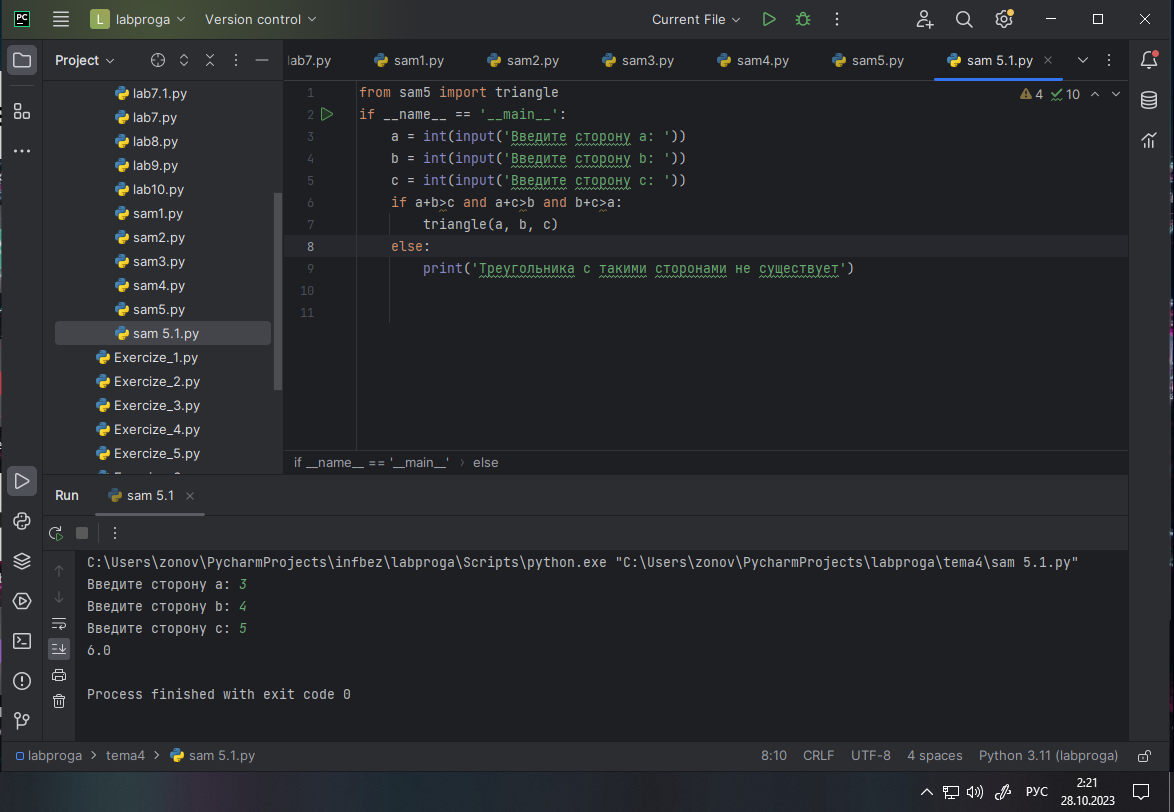 PC
L labproga
Version control
Current File
Project
lab7.py
sam1.py
sam2.py
sam3.py
sam4.py
sam5.py
sam 5.1.py
lab7.1.py
lab7.py
lab8.py
lab9.py
lab10.py
sam1.py
sam2.py
sam3.py
sam4.py
sam5.py
sam 5.1.py
Exercize_1.py
Exercize_2.py
Exercize_3.py
Exercize_4.py
Exercize_5.py
4 10
1 from sam5 import triangle
2 if __name__ == '__main__':
3 a = int(input('Введите сторону a: '))
4 b = int(input('Введите сторону b: '))
5 c = int(input('Введите сторону c: '))
6 if a+b>c and a+c>b and b+c>a:
7 triangle(a, b, c)
8 else:
9 print('Треугольника с такими сторонами не существует')
10
11
if __name__ == '__main__' › else
Run
sam 5.1
C:\Users\zonov\PycharmProjects\infbez\labproga\Scripts\python.exe "C:\Users\zonov\PycharmProjects\labproga\tema4\sam 5.1.py"
Введите сторону a: 3
Введите сторону b: 4
Введите сторону c: 5
6.0
Process finished with exit code 0
labproga › tema4 › sam 5.1.py
8:10 CRLF UTF-8 4 spaces Python 3.11 (labproga)
РУС
2:21
28.10.2023